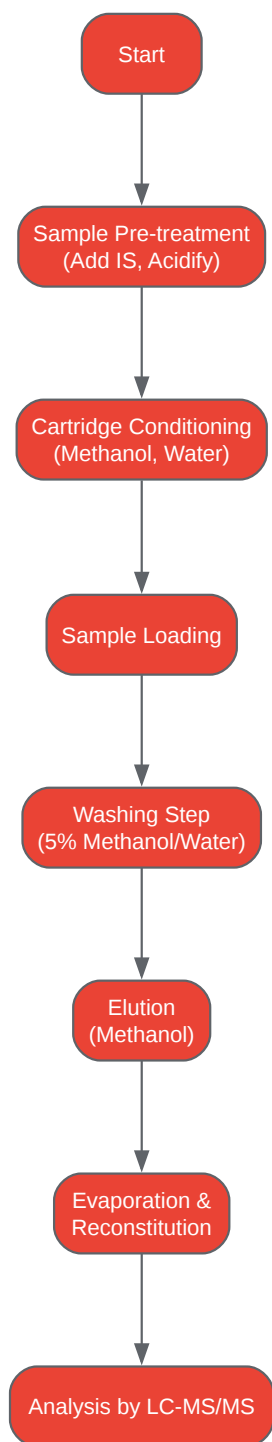 Start
Sample Pre-treatment
(Add IS, Acidify)
Cartridge Conditioning
(Methanol, Water)
Sample Loading
Washing Step
(5% Methanol/Water)
Elution
(Methanol)
Evaporation &
Reconstitution
Analysis by LC-MS/MS